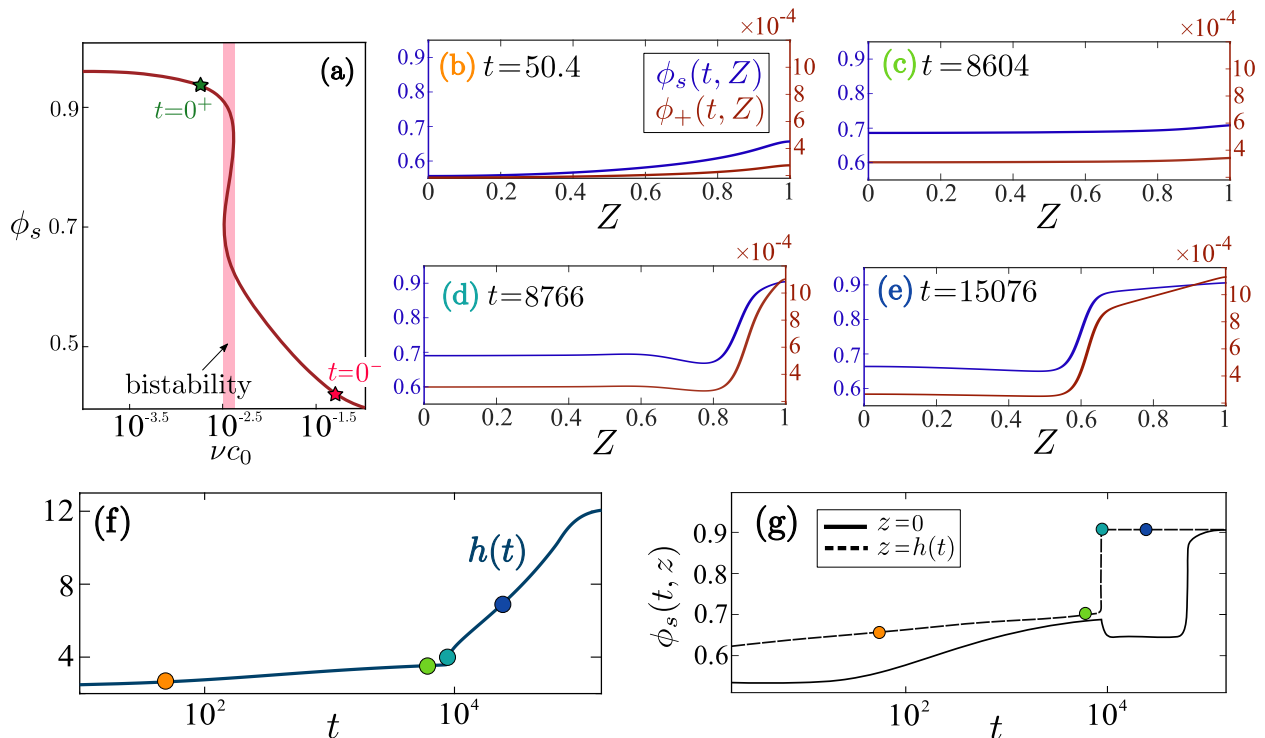 (a)
t=0⁺
0.9
ϕₛ 0.7
0.5
t=0⁻
bistability
10^-3.5 10^-2.5 10^-1.5
νc₀
(b) t=50.4
ϕₛ(t, Z)
ϕ₊(t, Z)
×10⁻⁴
0.9
0.8
0.7
0.6
10
8
6
4
0 0.2 0.4 0.6 0.8 1
Z
(c) t=8604
×10⁻⁴
0.9
0.8
0.7
0.6
10
8
6
4
0 0.2 0.4 0.6 0.8 1
Z
(d) t=8766
×10⁻⁴
0.9
0.8
0.7
0.6
10
8
6
4
0 0.2 0.4 0.6 0.8 1
Z
(e) t=15076
×10⁻⁴
0.9
0.8
0.7
0.6
10
8
6
4
2
0 0.2 0.4 0.6 0.8 1
Z
(f)
h(t)
12
8
4
10² 10⁴
t
(g)
z=0
z=h(t)
ϕₛ(t, z)
0.9
0.8
0.7
0.6
10² 10⁴
t